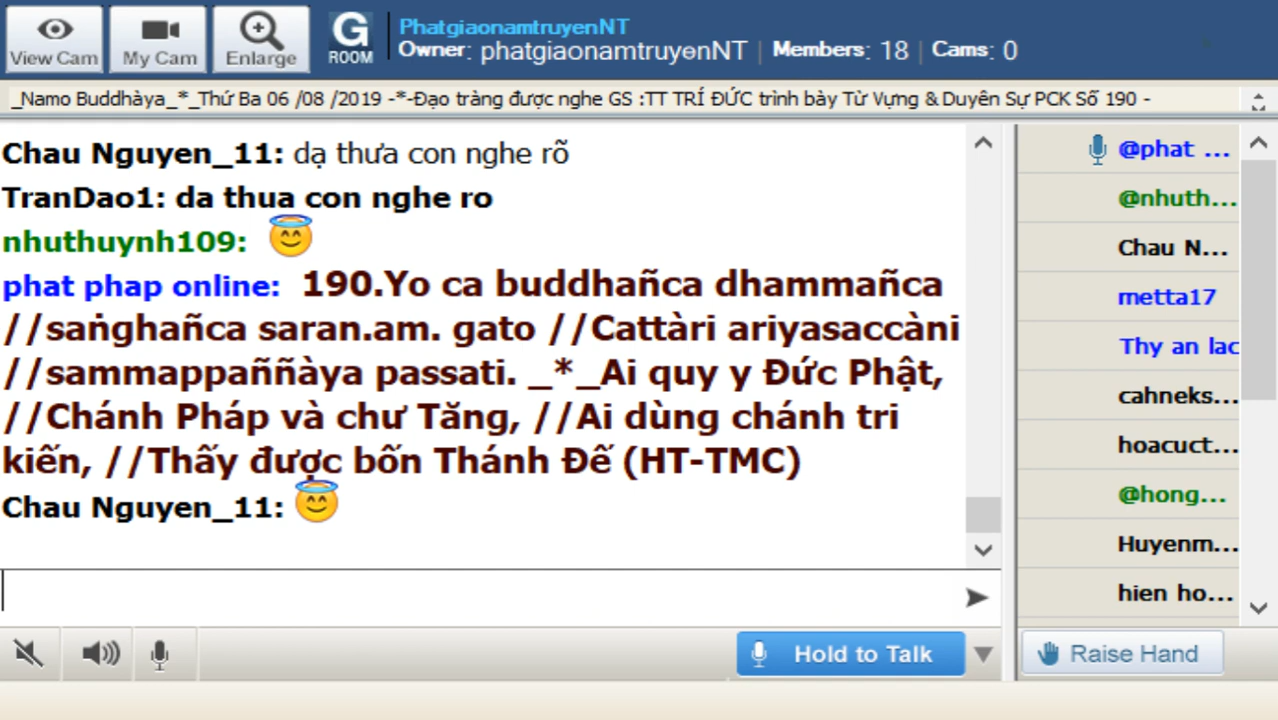 View Cam
My Cam
Enlarge
G
ROOM
PhatgiaonamtruyenNT
Owner: phatgiaonamtruyenNT | Members: 18 | Cams: 0
_Namo Buddhàya_*_Thứ Ba 06 /08 /2019 -*-Đạo tràng được nghe GS :TT TRÍ ĐỨC trình bày Từ Vựng & Duyên Sự PCK Số 190 -
Chau Nguyen_11: dạ thưa con nghe rõ
TranDao1: da thua con nghe ro
nhuthuynh109:
phat phap online: 190.Yo ca buddhañca dhammañca
//saṅghañca saran.am. gato //Cattàri ariyasaccàni
//sammappaññàya passati. _*_Ai quy y Đức Phật,
//Chánh Pháp và chư Tăng, //Ai dùng chánh tri
kiến, //Thấy được bốn Thánh Đế (HT-TMC)
Chau Nguyen_11:
@phat ...
@nhuth...
Chau N...
metta17
Thy an lac
cahneks...
hoacuct...
@hong...
Huyenm...
hien ho...
Hold to Talk
Raise Hand